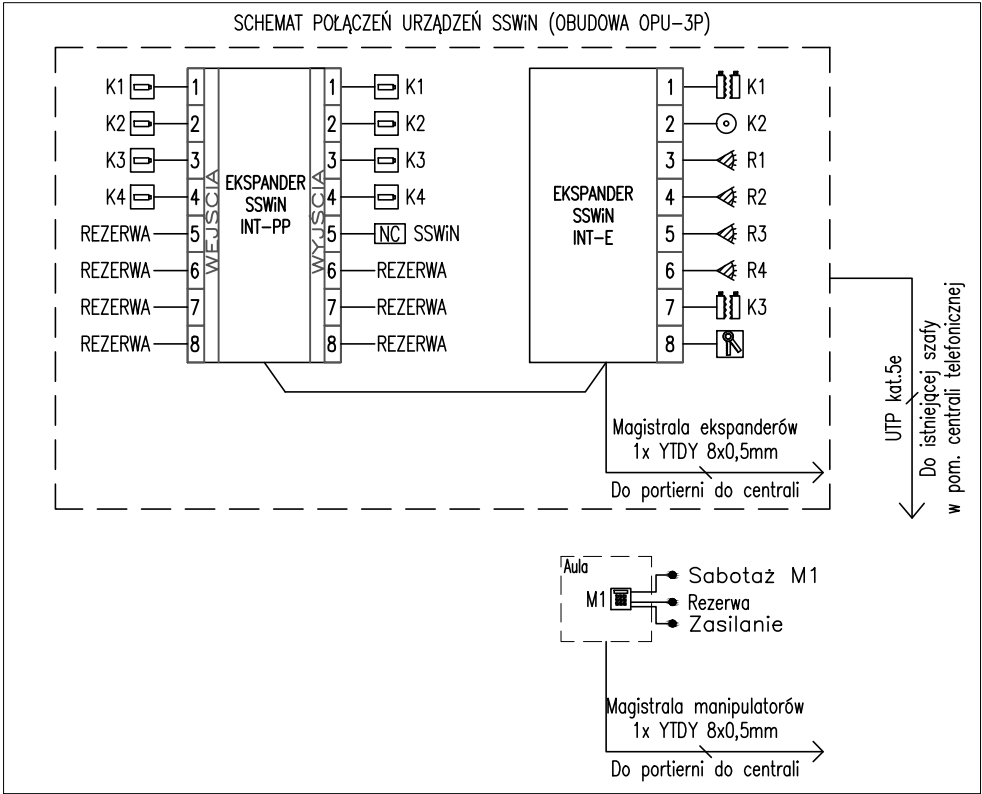 SCHEMAT POŁĄCZEŃ URZĄDZEŃ SSWiN (OBUDOWA OPU-3P)
K1 1
K2 2
K3 3
K4 4
REZERWA 5
REZERWA 6
REZERWA 7
REZERWA 8
WEJŚCIA
EKSPANDER
SSWiN
INT-PP
WYJŚCIA
1 K1
2 K2
3 K3
4 K4
5 NC SSWiN
6 REZERWA
7 REZERWA
8 REZERWA
EKSPANDER
SSWiN
INT-E
1 K1
2 K2
3 R1
4 R2
5 R3
6 R4
7 K3
8
Magistrala ekspanderów
1x YTDY 8x0,5mm
Do portierni do centrali
UTP kat.5e
Do istniejącej szafy
w pom. centrali telefonicznej
Aula
M1
Sabotaż M1
Rezerwa
Zasilanie
Magistrala manipulatorów
1x YTDY 8x0,5mm
Do portierni do centrali